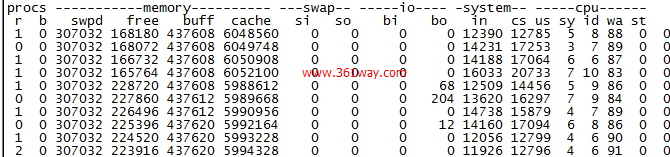 procs -----------memory---------- ---swap-- -----io---- -system-- -----cpu------
r b swpd free buff cache si so bi bo in cs us sy id wa st
1 0 307032 168180 437608 6048560 0 0 0 0 12390 12785 5 8 88 0 0
0 0 307032 168072 437608 6049748 0 0 0 0 14231 17253 3 7 89 0 0
1 0 307032 166732 437608 6050908 0 0 0 0 14188 17064 6 6 87 0 0
1 0 307032 165764 437608 6052100 0 0 0 0 16033 20733 7 10 83 0 0
www.361way.com
1 0 307032 228720 437608 5988612 0 0 0 68 12509 14456 5 9 86 0 0
0 0 307032 227860 437612 5989668 0 0 0 204 13620 16297 7 9 84 0 0
1 0 307032 226496 437612 5990956 0 0 0 0 14738 15879 4 7 89 0 0
0 0 307032 225396 437620 5992164 0 0 0 12 14160 17094 6 8 86 0 0
1 0 307032 224520 437620 5993228 0 0 0 0 12056 12799 4 6 90 0 0
2 0 307032 223916 437620 5994328 0 0 0 0 11926 12796 4 6 91 0 0